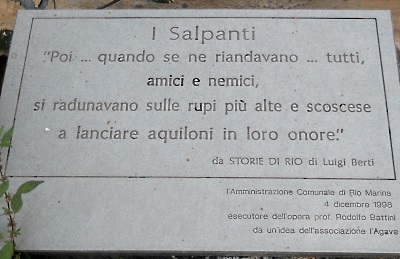 I Salpanti
"Poi ... quando se ne riandavano ... tutti,
amici e nemici,
si radunavano sulle rupi più alte e scoscese
a lanciare aquiloni in loro onore."
da STORIE DI RIO di Luigi Berti
l'Amministrazione Comunale di Rio Marina
4 dicembre 1998
esecutore dell'opera prof. Rodolfo Battini
da un'idea dell'associazione l'Agave